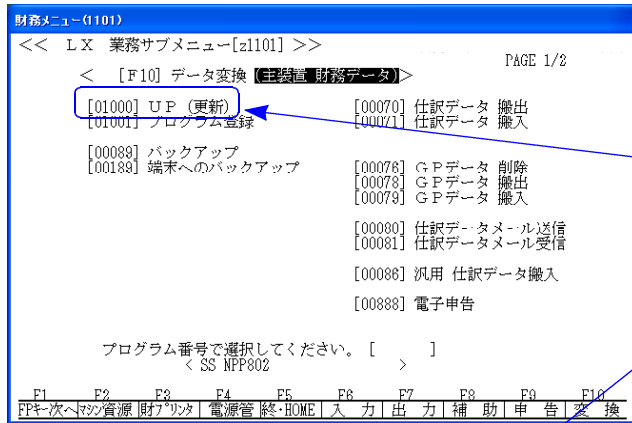 財務メニュー(1101)
<< ＬＸ 業務サブメニュー[z1101] >>
PAGE 1/2
< [F10] データ変換 【主装置 財務データ】>
[01000] ＵＰ（更新）
[01001] プログラム登録
[00089] バックアップ
[00189] 端末へのバックアップ
[00070] 仕訳データ 搬出
[00071] 仕訳データ 搬入
[00076] ＧＰデータ 削除
[00078] ＧＰデータ 搬出
[00079] ＧＰデータ 搬入
[00080] 仕訳データメール送信
[00081] 仕訳データメール受信
[00086] 汎用 仕訳データ搬入
[00888] 電子申告
プログラム番号で選択してください。 [ ]
< SS NPP802 >
F1 F2 F3 F4 F5 F6 F7 F8 F9 F10
FPキー次へ マシン資源 財プリンタ 電源管 終・HOME 入 力 出 力 補 助 申 告 変 換